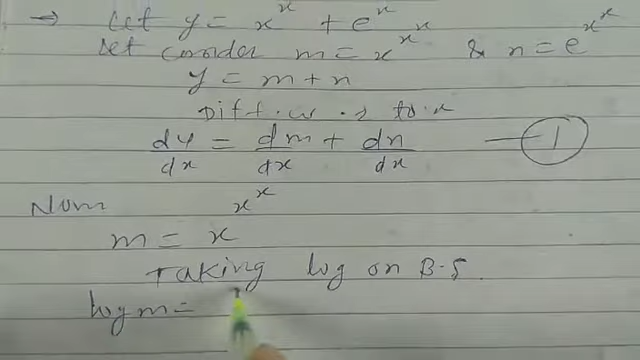 → Let y = x^x^x + e^x^x
Let consider m = x^x^x & n = e^x^x
y = m + n
Diff. w. r. to. x
dy/dx = dm/dx + dn/dx — 1
Now
m = x^x^x
Taking log on B.S.
log m =